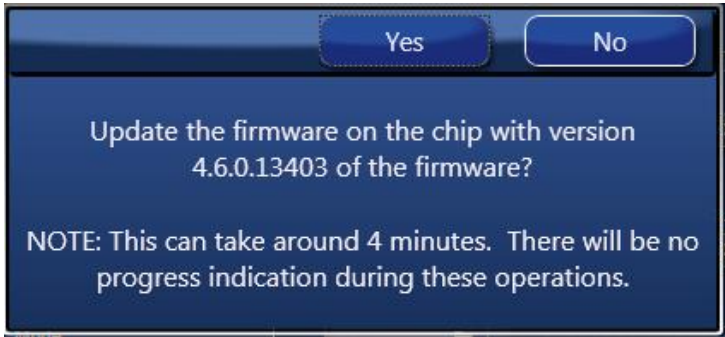 Yes No
Update the firmware on the chip with version
4.6.0.13403 of the firmware?
NOTE: This can take around 4 minutes.  There will be no
progress indication during these operations.